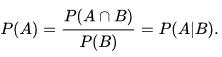 P(A) = \frac{P(A \cap B)}{P(B)} = P(A|B).